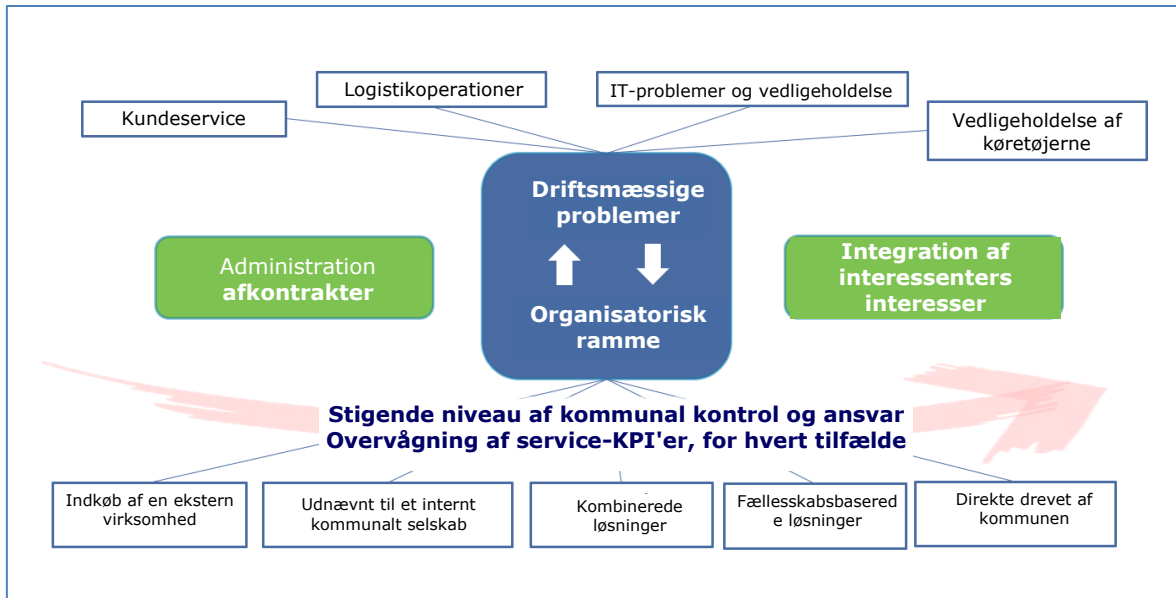 Logistikoperationer
IT-problemer og vedligeholdelse
Kundeservice
Vedligeholdelse af
køretøjerne
Driftsmæssige
problemer
Administration
afkontrakter
Integration af
interessenters
interesser
Organisatorisk
ramme
Stigende niveau af kommunal kontrol og ansvar
Overvågning af service-KPI'er, for hvert tilfælde
Indkøb af en ekstern
virksomhed
Udnævnt til et internt
kommunalt selskab
Kombinerede
løsninger
Fællesskabsbasered
e løsninger
Direkte drevet af
kommunen